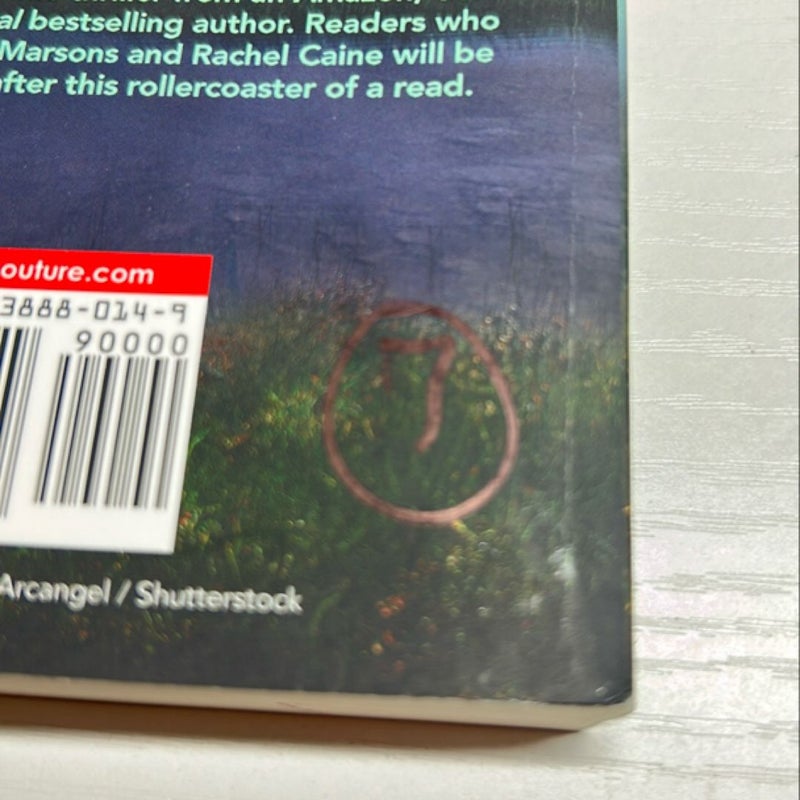 al bestselling author. Readers who
Marsons and Rachel Caine will be
after this rollercoaster of a read.
outure.com
3888-014-9
90000
7
Arcangel / Shutterstock